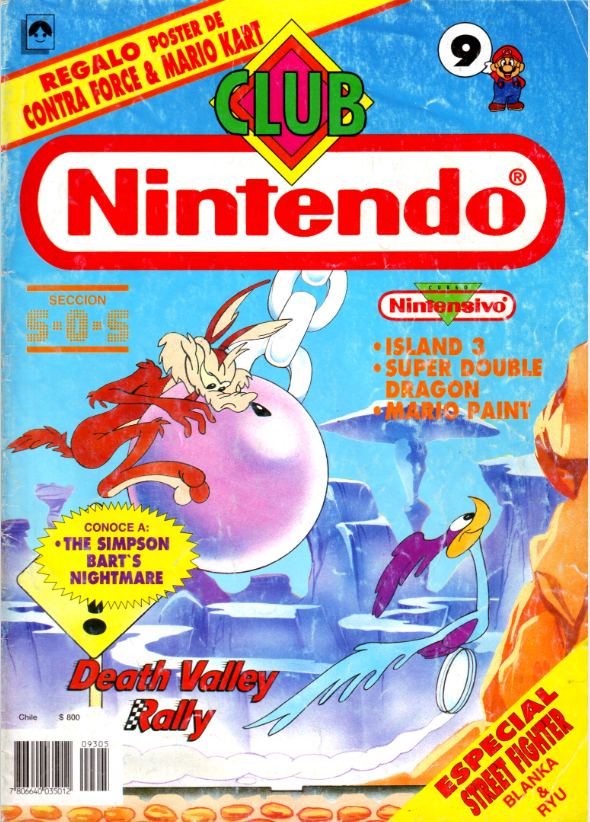 REGALO POSTER DE
CONTRA FORCE & MARIO KART
9
CLUB
Nintendo®
SECCION
S·O·S
CURSO
Nintensivo
• ISLAND 3
• SUPER DOUBLE
DRAGON
• MARIO PAINT
CONOCE A:
• THE SIMPSON
BART`S
NIGHTMARE
Death Valley
Rally
Chile $ 800
09305
7 806640 035012
ESPECIAL
STREET FIGHTER
BLANKA
&
RYU